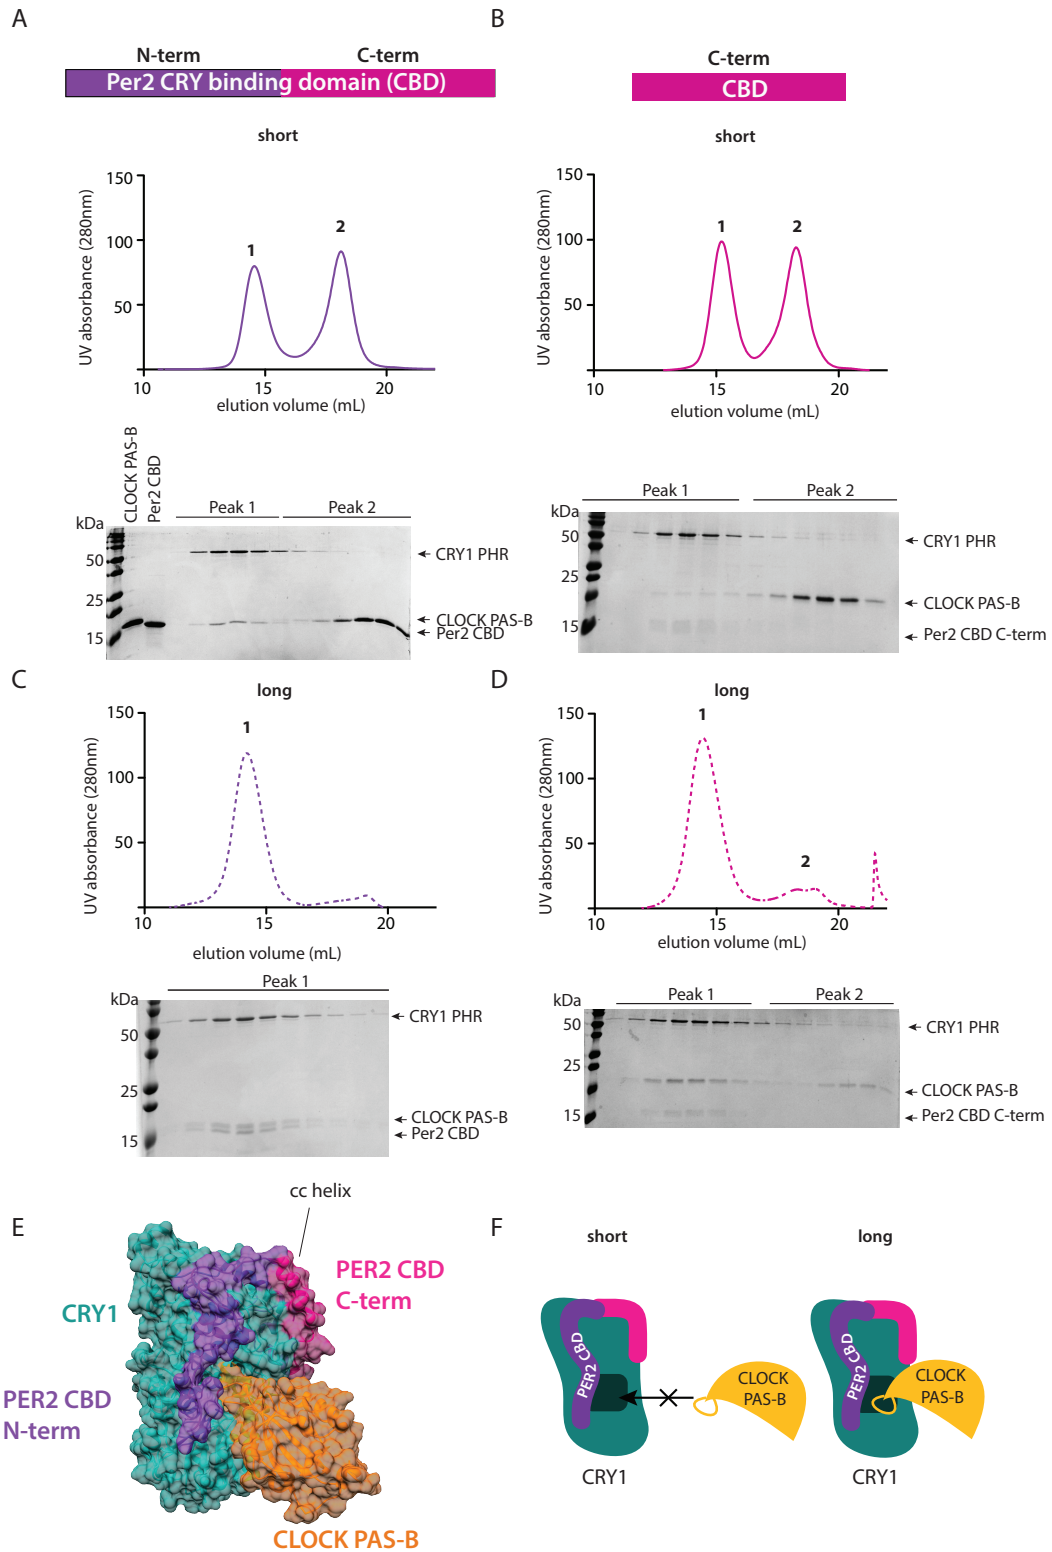 A
N-term
C-term
Per2 CRY binding domain (CBD)
short
150
100
50
UV absorbance (280nm)
1
2
10
15
20
elution volume (mL)
CLOCK PAS-B
Per2 CBD
Peak 1
Peak 2
kDa
50
25
15
CRY1 PHR
CLOCK PAS-B
Per2 CBD
B
C-term
CBD
short
150
100
50
UV absorbance (280nm)
1
2
10
15
20
elution volume (mL)
Peak 1
Peak 2
kDa
50
25
15
CRY1 PHR
CLOCK PAS-B
Per2 CBD C-term
C
long
150
100
50
UV absorbance (280nm)
1
10
15
20
elution volume (mL)
Peak 1
kDa
50
25
15
CRY1 PHR
CLOCK PAS-B
Per2 CBD
D
long
150
100
50
UV absorbance (280nm)
1
2
10
15
20
elution volume (mL)
Peak 1
Peak 2
kDa
50
25
15
CRY1 PHR
CLOCK PAS-B
Per2 CBD C-term
E
cc helix
CRY1
PER2 CBD
C-term
PER2 CBD
N-term
CLOCK PAS-B
F
short
PER2 CBD
CLOCK
PAS-B
CRY1
long
PER2 CBD
CLOCK
PAS-B
CRY1